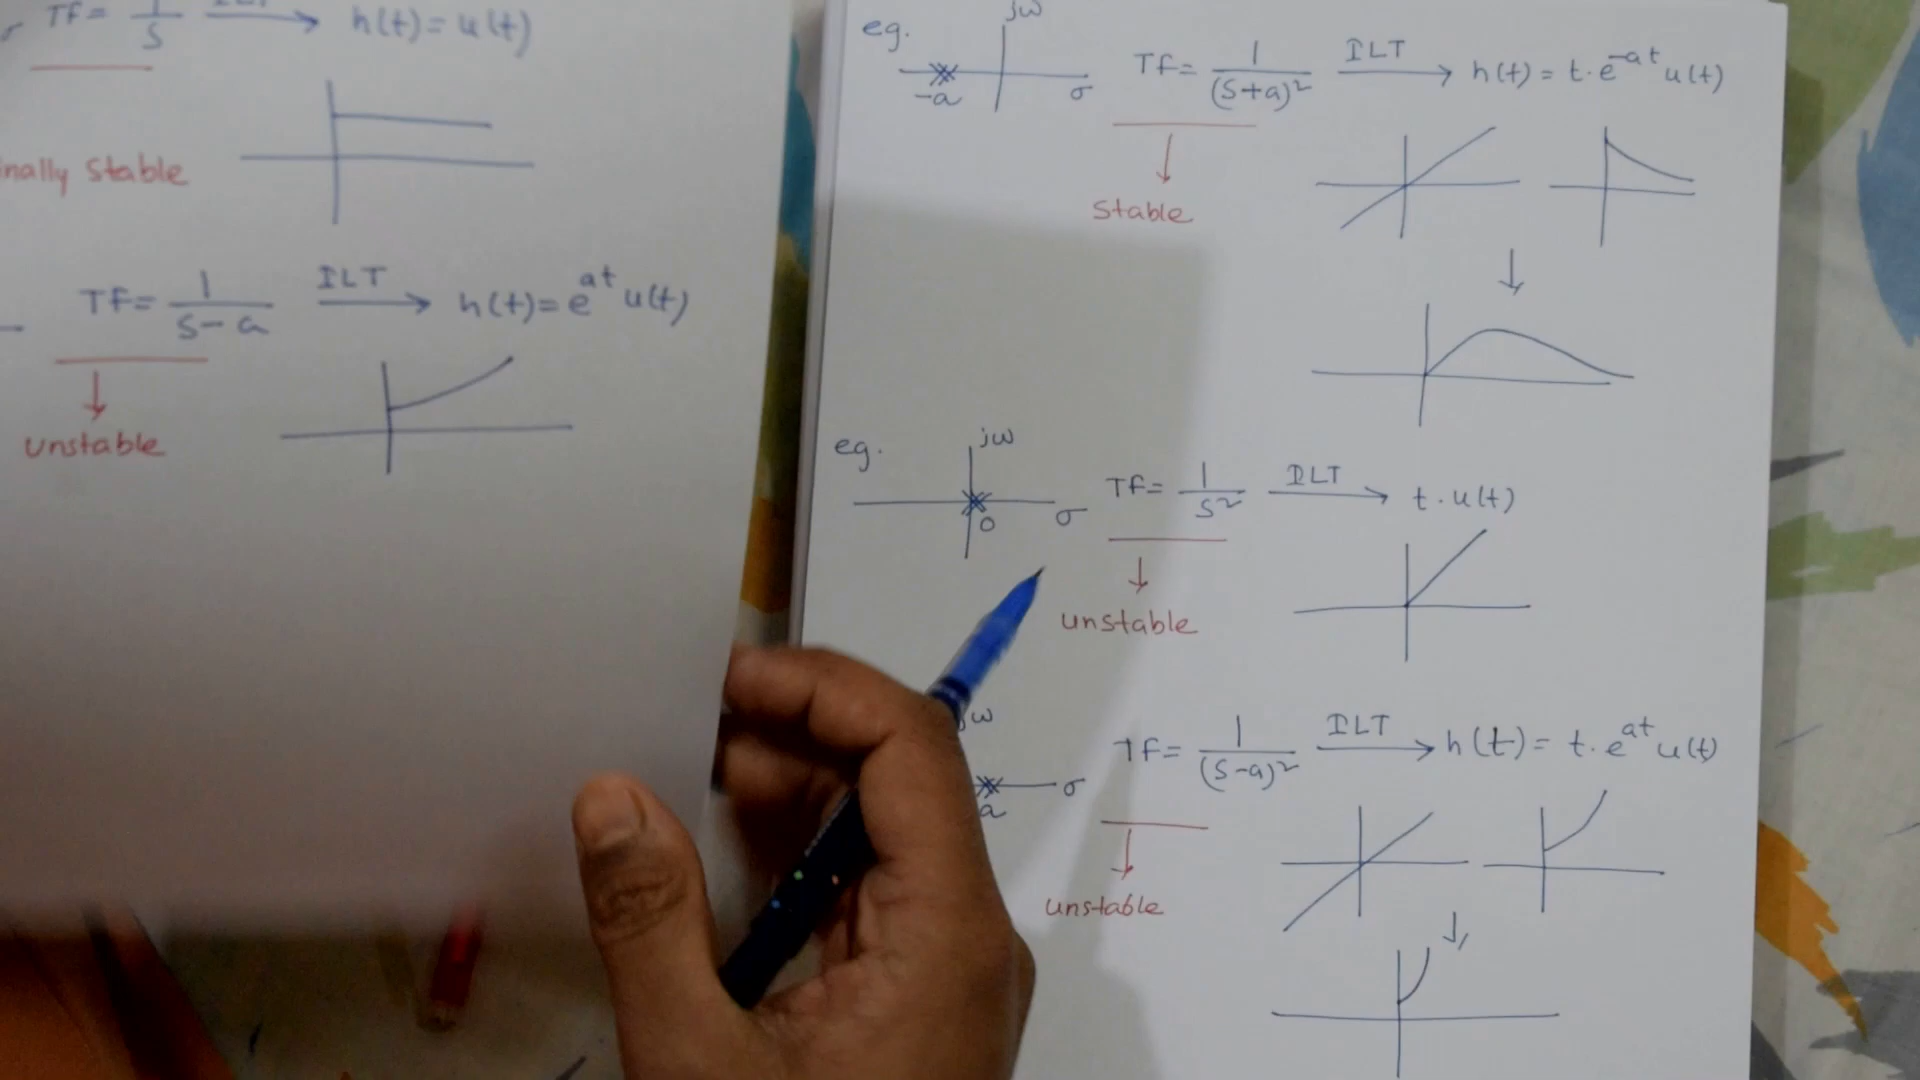 TF= 1/s → h(t)= u(t)
nally stable
TF= 1/(s-a) ILT → h(t)= e^at u(t)
unstable
eg. jω
-a σ
TF= 1/(s+a)² ILT → h(t)= t.e^-at u(t)
stable
eg. jω
0 σ
TF= 1/s² ILT → t.u(t)
unstable
jω
a σ
TF= 1/(s-a)² ILT → h(t)= t.e^at u(t)
unstable